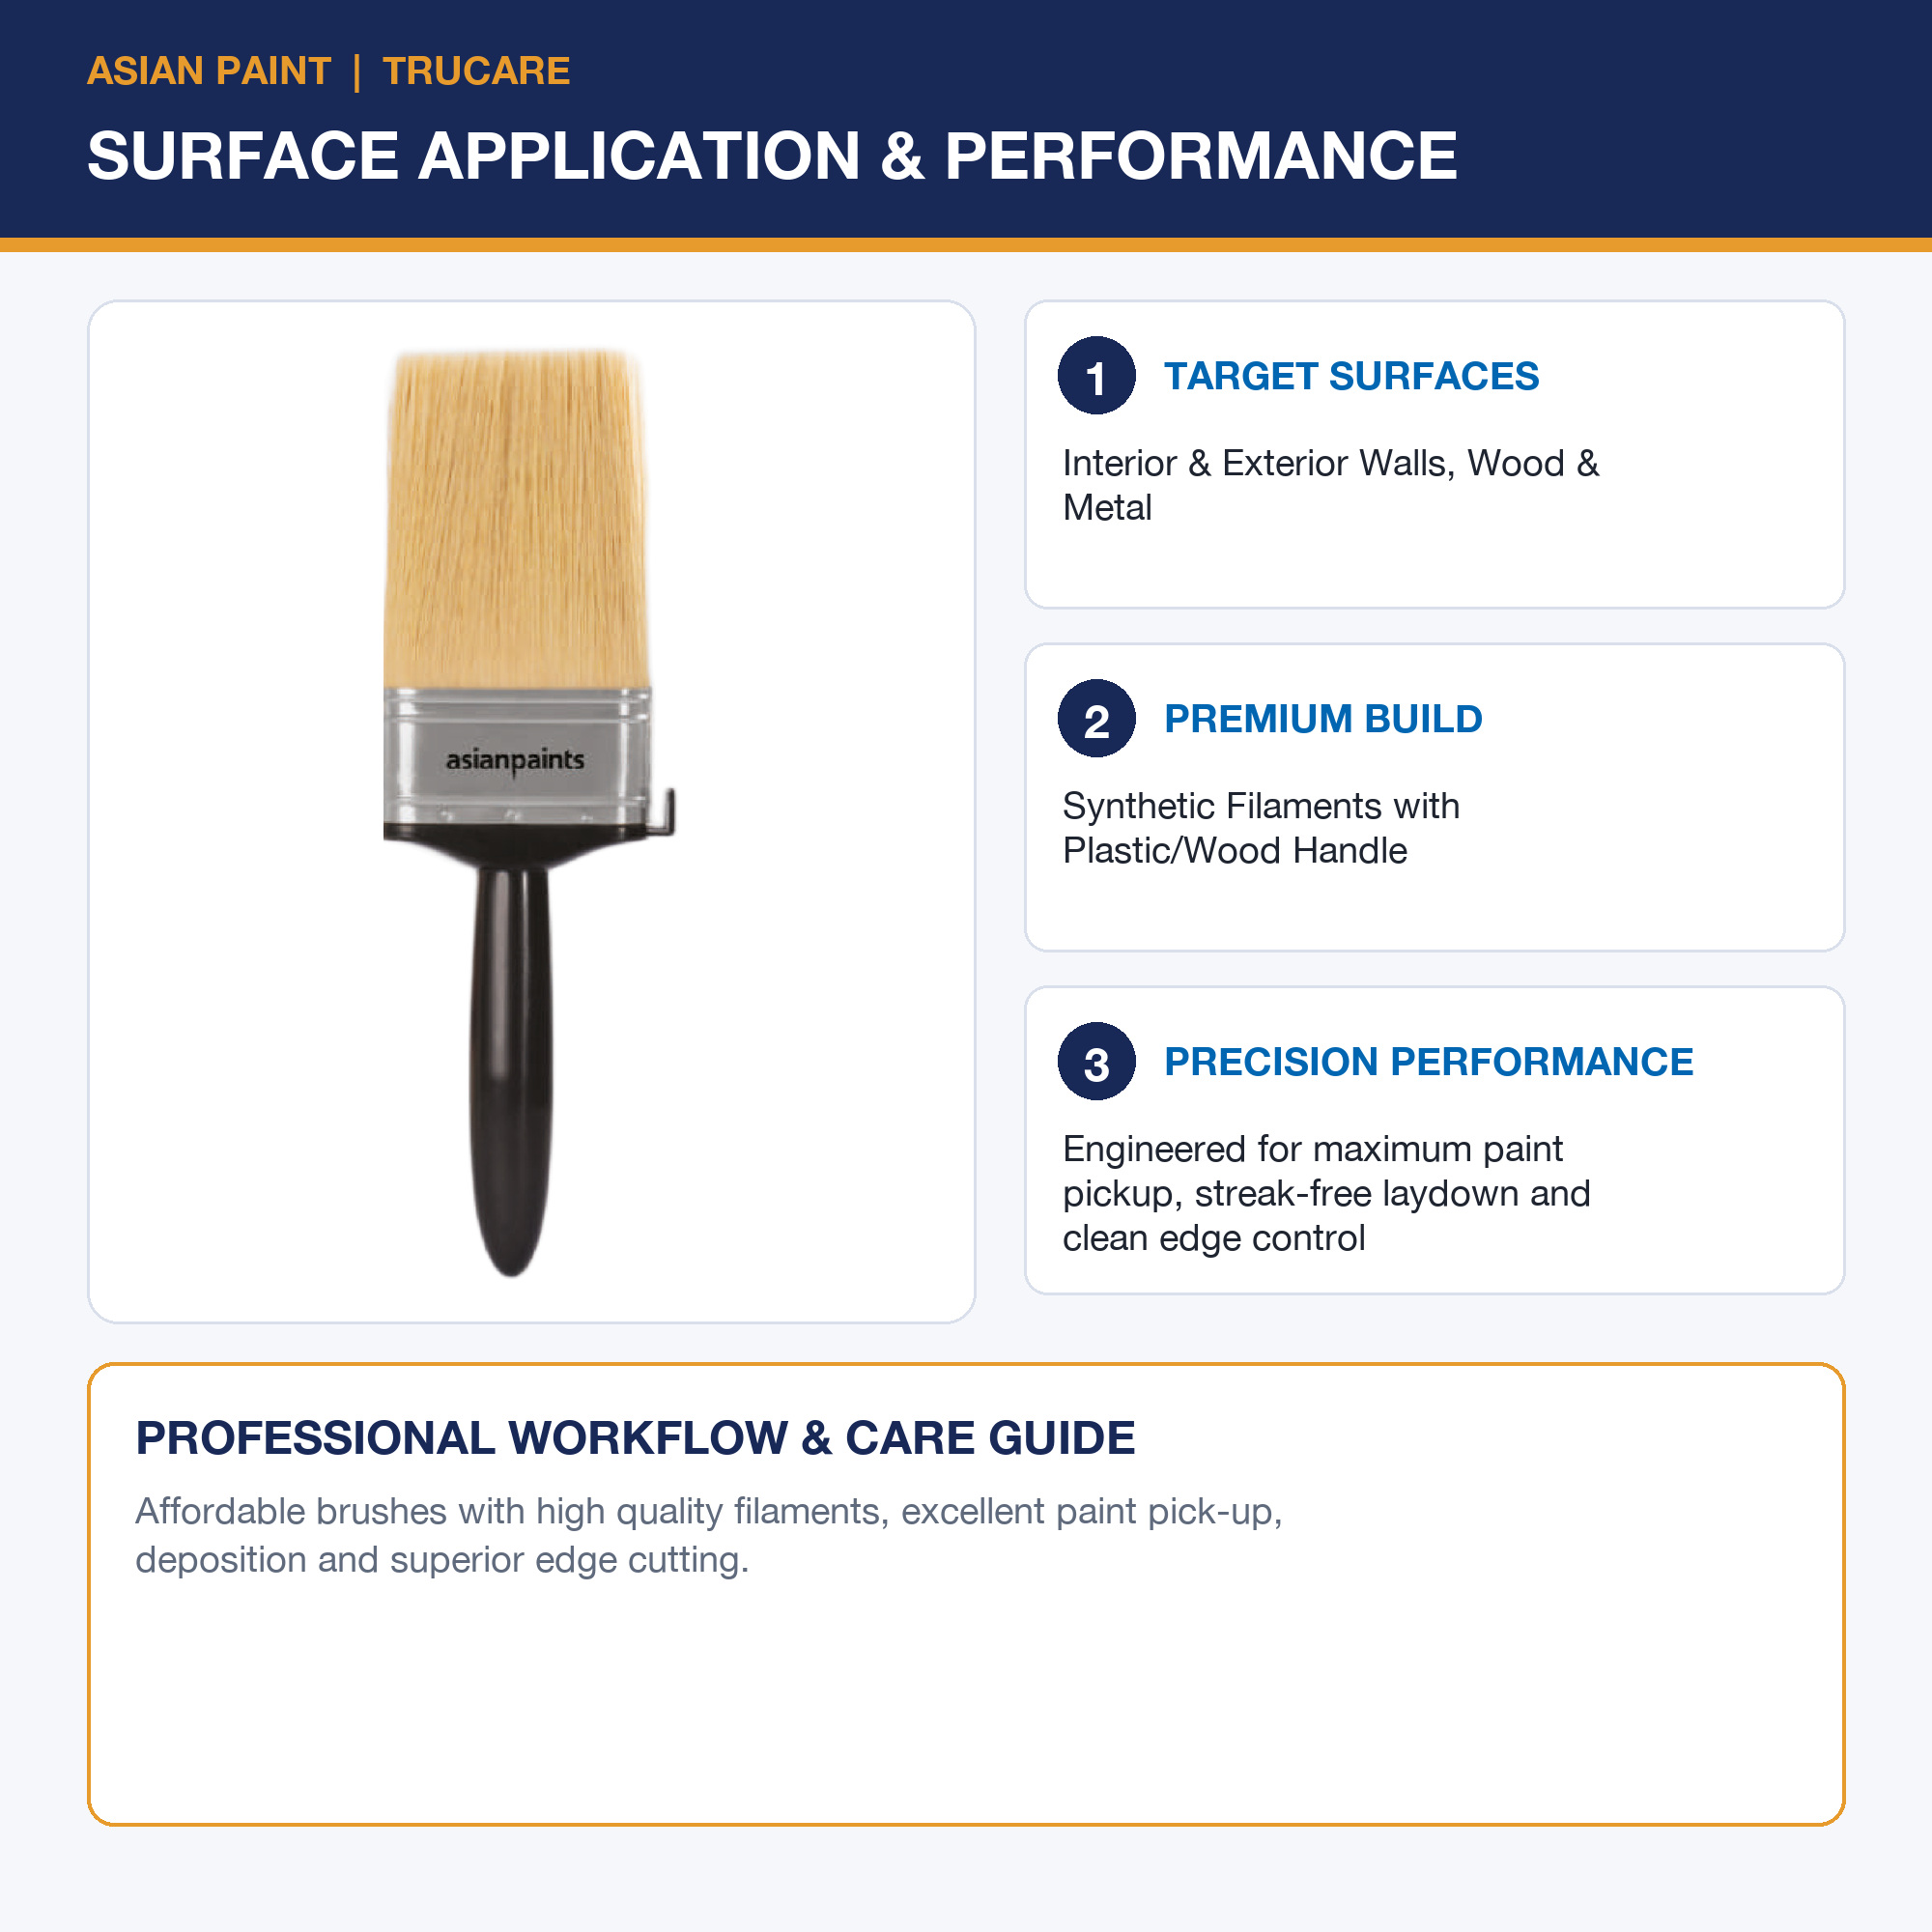 ASIAN PAINT | TRUCARE
SURFACE APPLICATION & PERFORMANCE
asianpaints
1 TARGET SURFACES
Interior & Exterior Walls, Wood &
Metal
2 PREMIUM BUILD
Synthetic Filaments with
Plastic/Wood Handle
3 PRECISION PERFORMANCE
Engineered for maximum paint
pickup, streak-free laydown and
clean edge control
PROFESSIONAL WORKFLOW & CARE GUIDE
Affordable brushes with high quality filaments, excellent paint pick-up,
deposition and superior edge cutting.